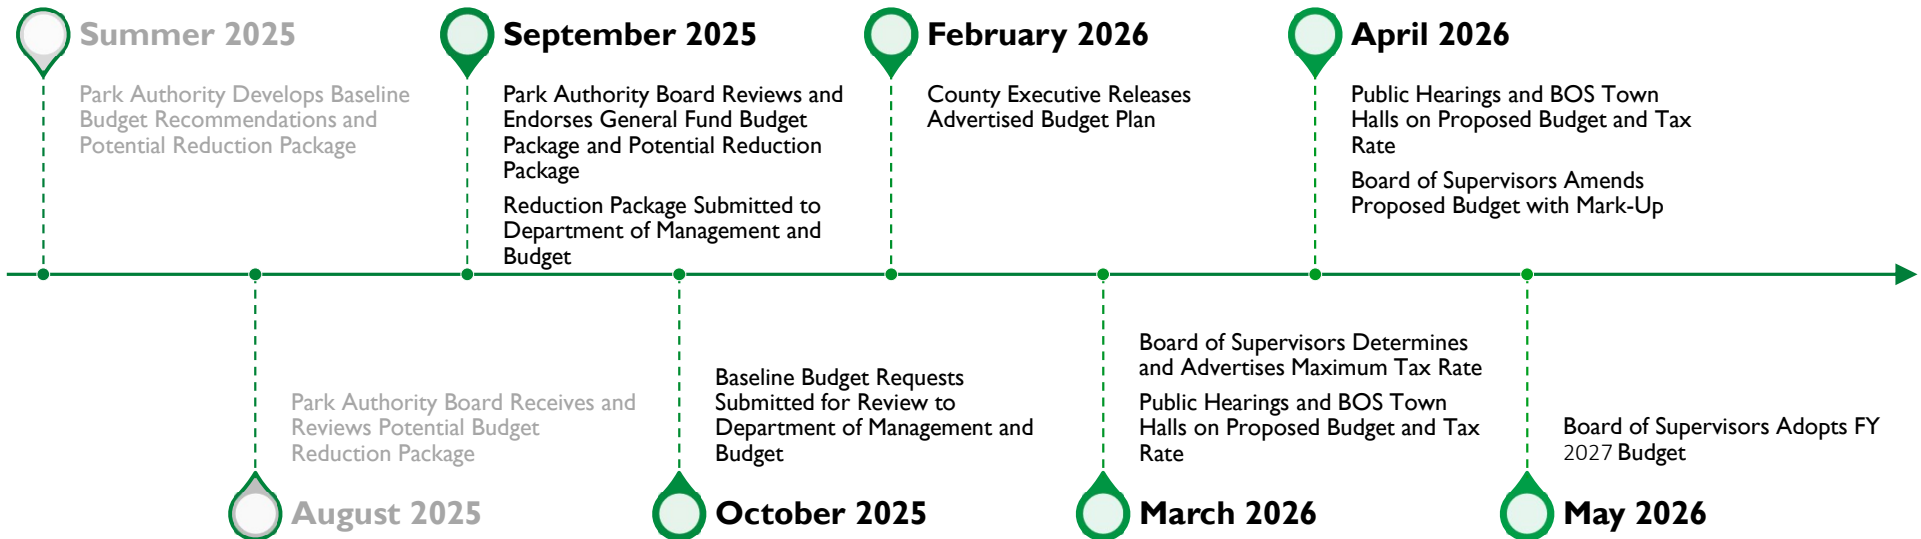 Summer 2025
Park Authority Develops Baseline
Budget Recommendations and
Potential Reduction Package
September 2025
Park Authority Board Reviews and
Endorses General Fund Budget
Package and Potential Reduction
Package
Reduction Package Submitted to
Department of Management and
Budget
February 2026
County Executive Releases
Advertised Budget Plan
April 2026
Public Hearings and BOS Town
Halls on Proposed Budget and Tax
Rate
Board of Supervisors Amends
Proposed Budget with Mark-Up
Park Authority Board Receives and
Reviews Potential Budget
Reduction Package
August 2025
Baseline Budget Requests
Submitted for Review to
Department of Management and
Budget
October 2025
Board of Supervisors Determines
and Advertises Maximum Tax Rate
Public Hearings and BOS Town
Halls on Proposed Budget and Tax
Rate
March 2026
Board of Supervisors Adopts FY
2027 Budget
May 2026